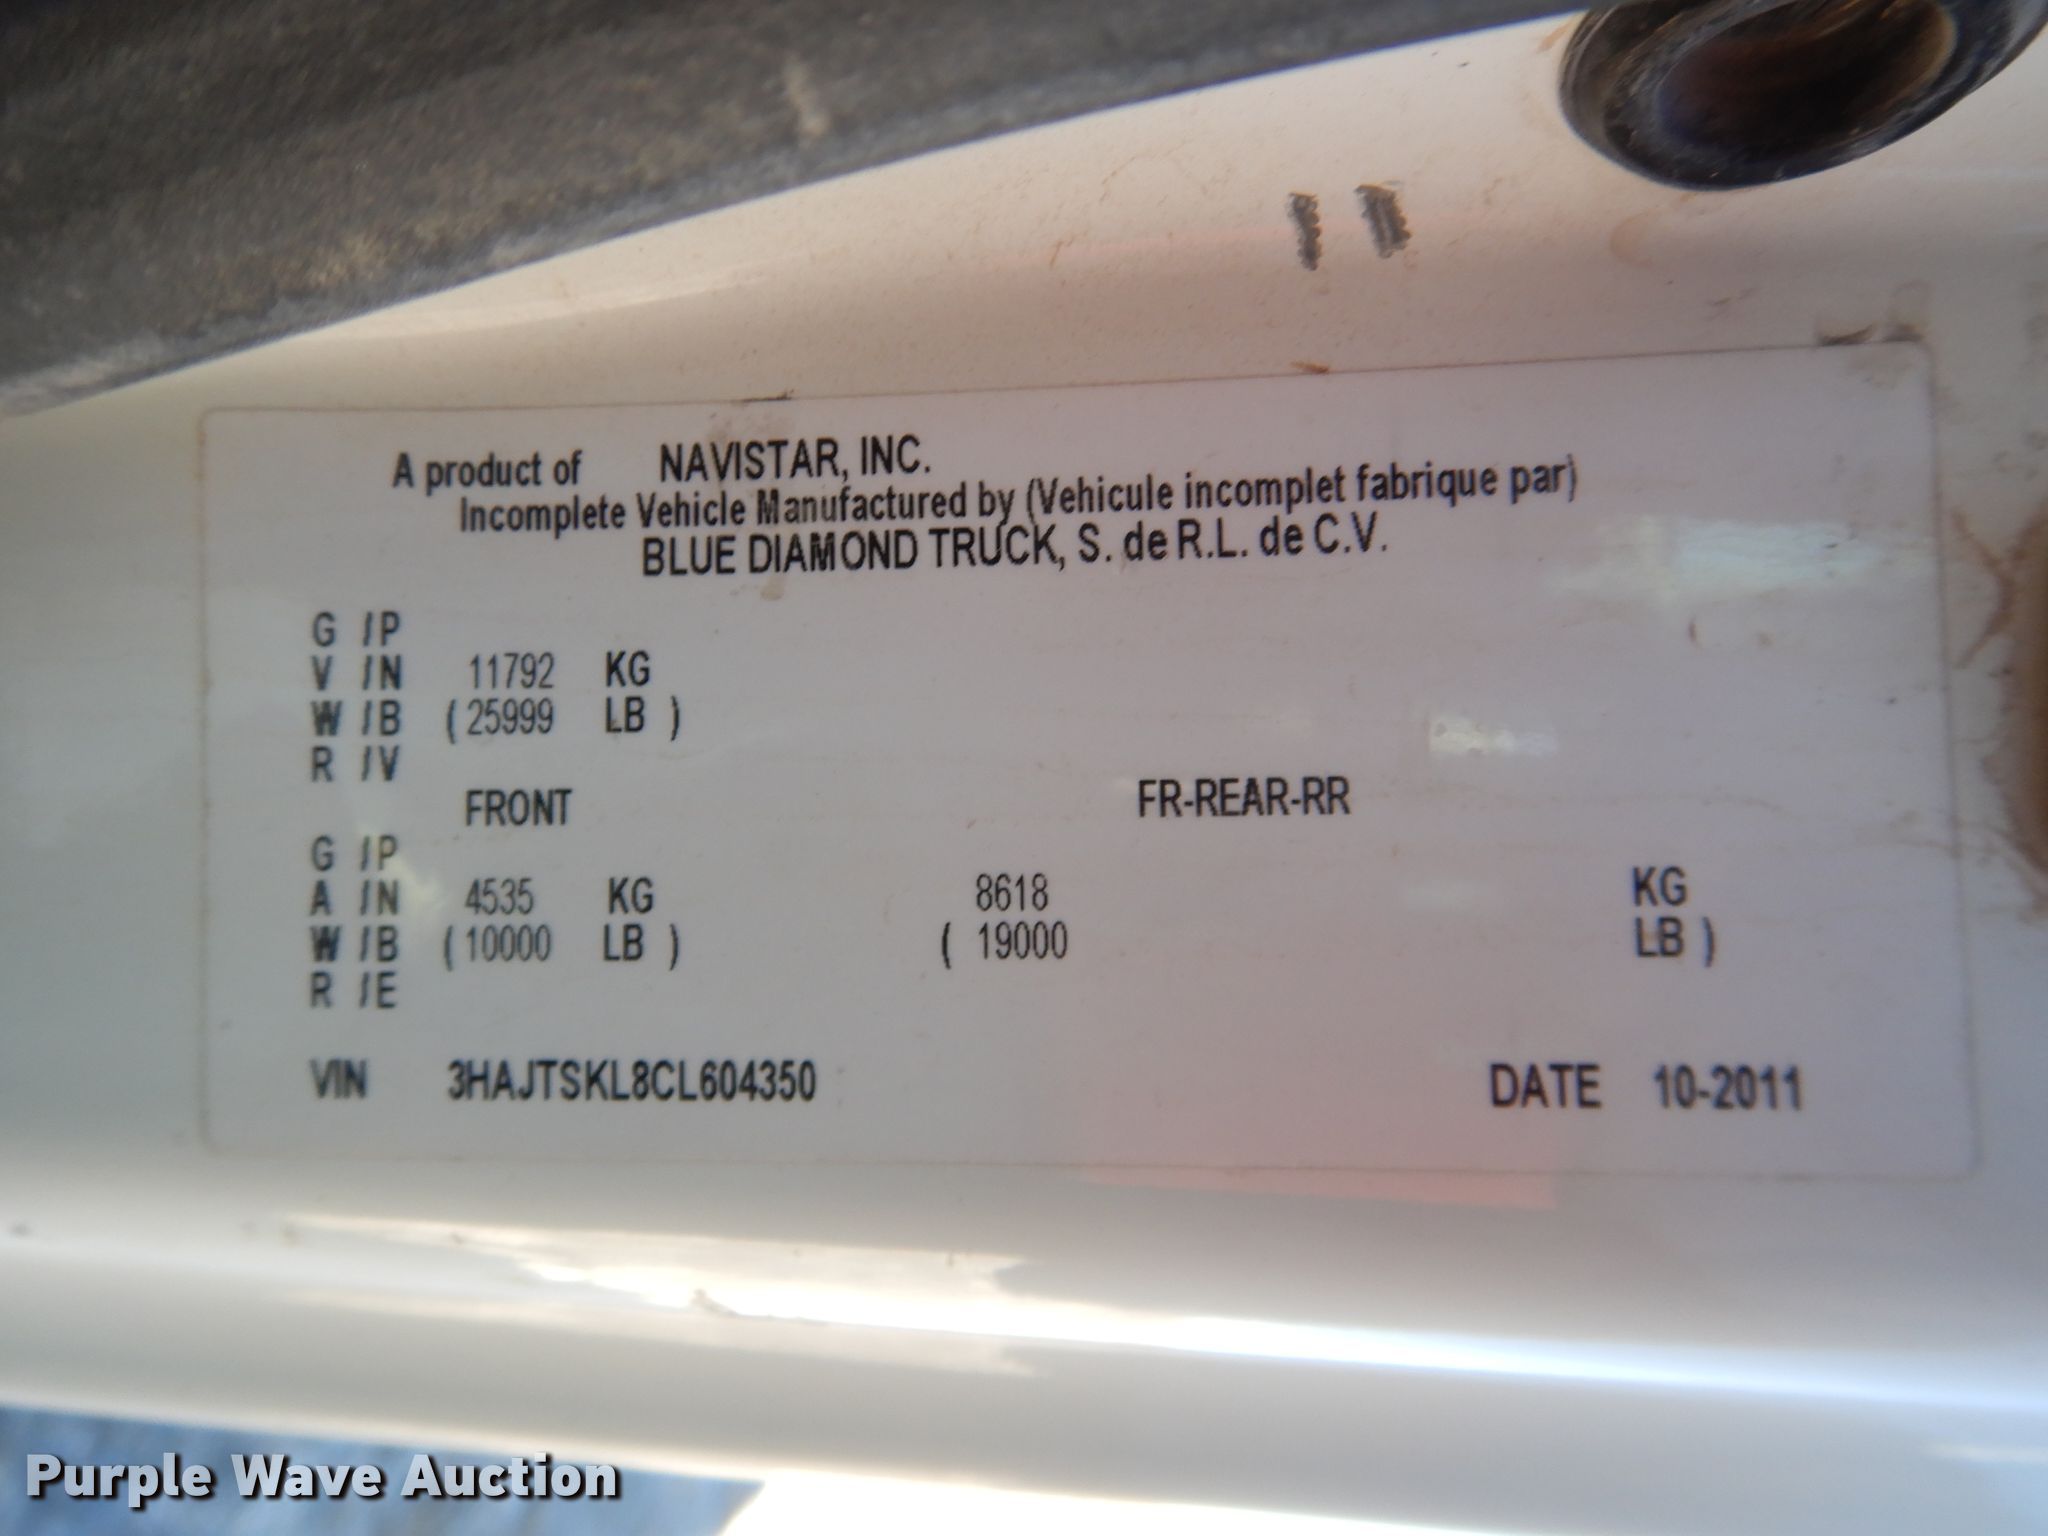 A product of NAVISTAR, INC.
Incomplete Vehicle Manufactured by (Vehicule incomplet fabrique par)
BLUE DIAMOND TRUCK, S. de R.L. de C.V.
G /P
V /N 11792 KG
W /B ( 25999 LB )
R /V
FRONT FR-REAR-RR
G /P
A /N 4535 KG 8618 KG
W /B ( 10000 LB ) ( 19000 LB )
R /E
VIN 3HAJTSKL8CL604350 DATE 10-2011
Purple Wave Auction